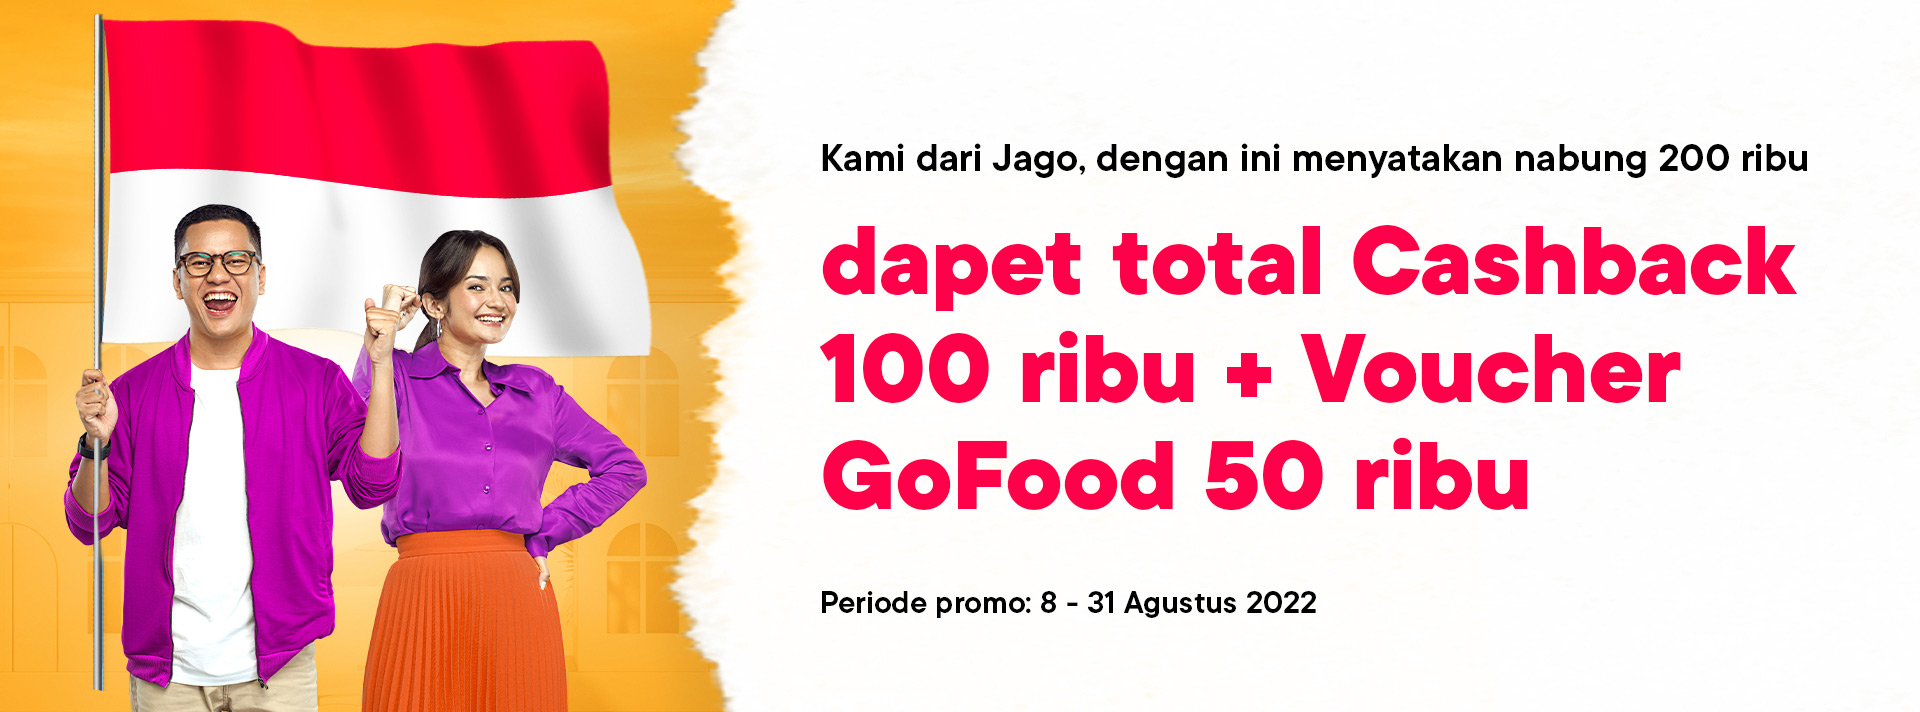 Kami dari Jago, dengan ini menyatakan nabung 200 ribu
dapet total Cashback
100 ribu + Voucher
GoFood 50 ribu
Periode promo: 8 - 31 Agustus 2022